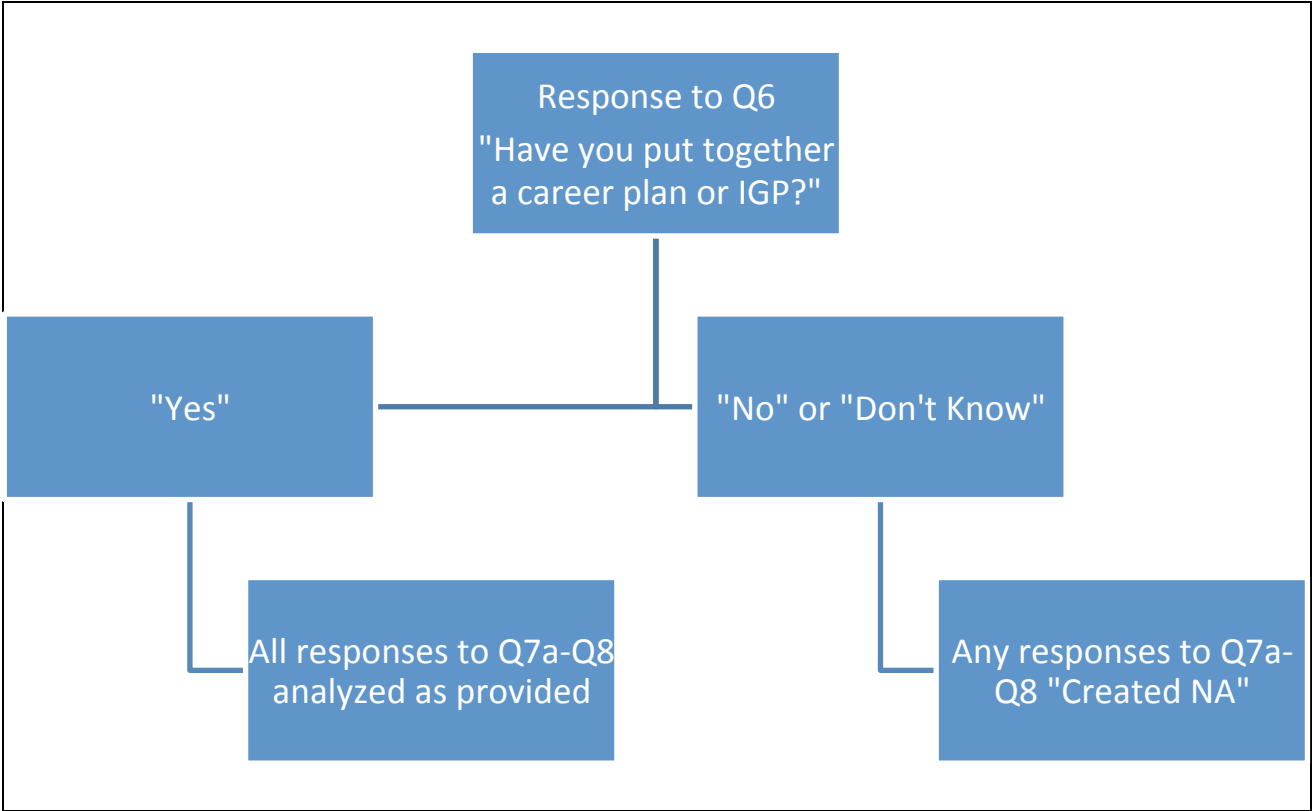 Response to Q6
"Have you put together
a career plan or IGP?"
"Yes"
"No" or "Don't Know"
All responses to Q7a-Q8
analyzed as provided
Any responses to Q7a-
Q8 "Created NA"